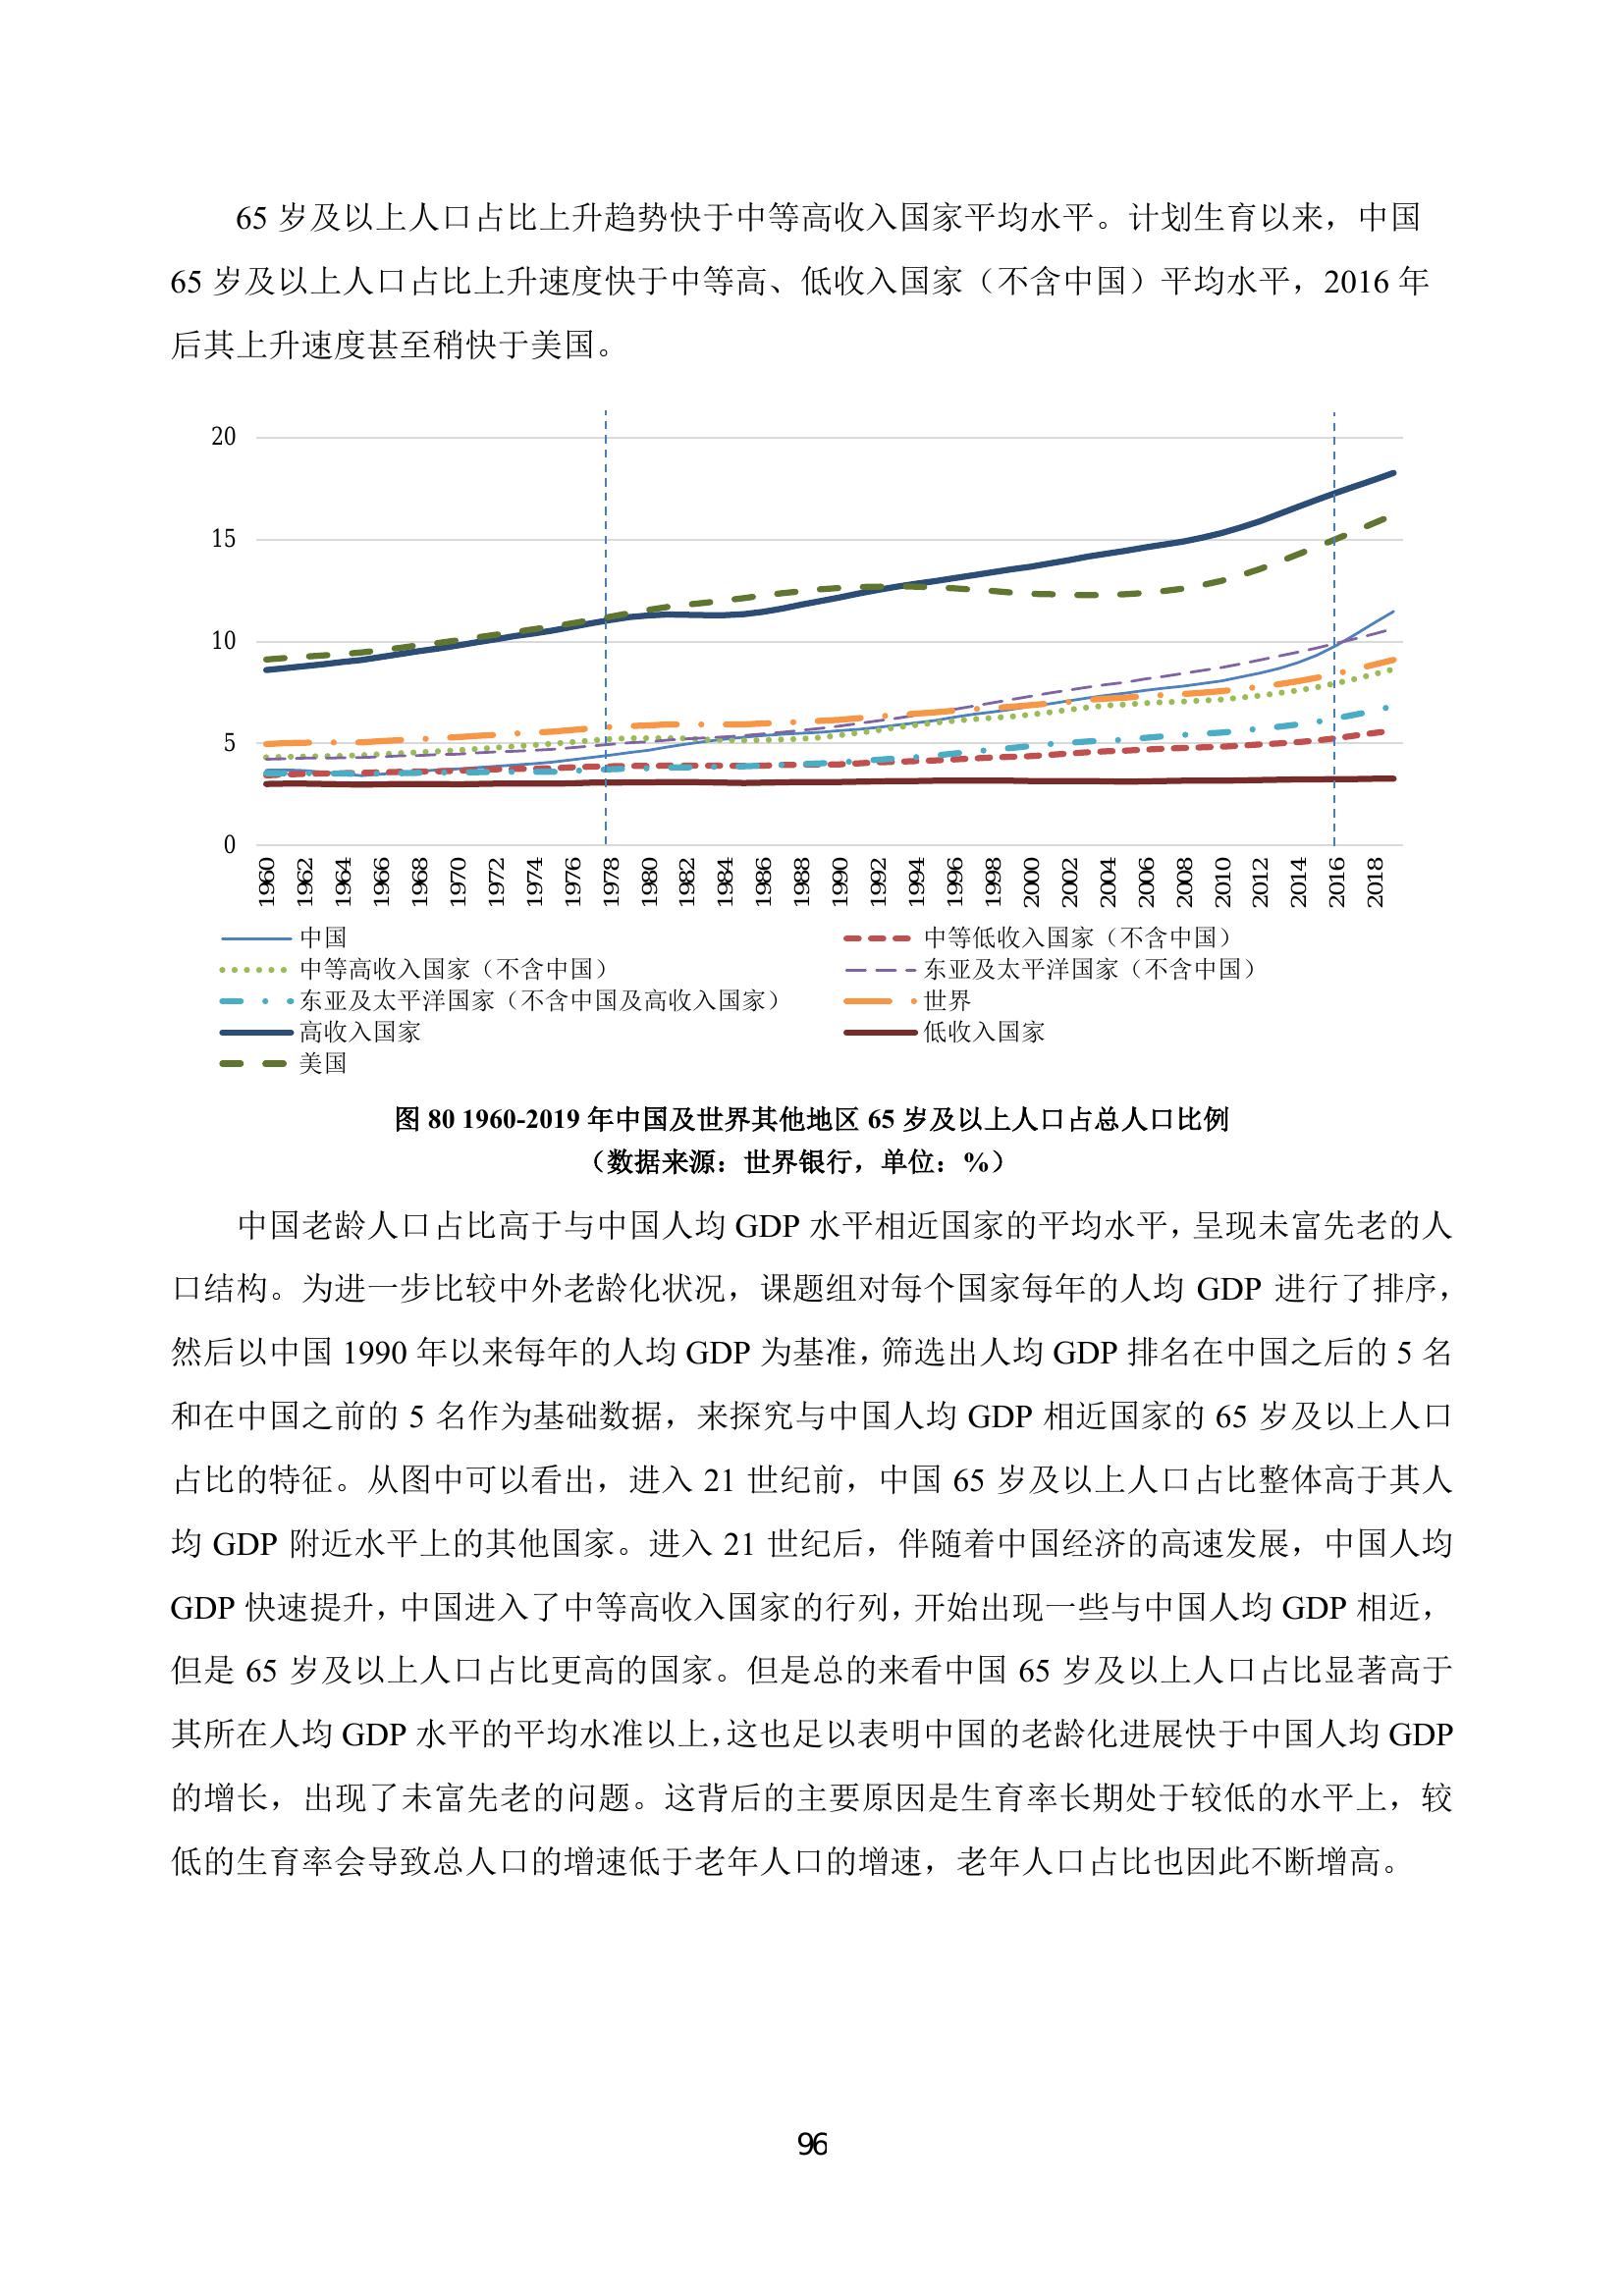 65 岁及以上人口占比上升趋势快于中等高收入国家平均水平。计划生育以来，中国
65 岁及以上人口占比上升速度快于中等高、低收入国家（不含中国）平均水平，2016 年
后其上升速度甚至稍快于美国。
20
15
10
5
0
1960 1962 1964 1966 1968 1970 1972 1974 1976 1978 1980 1982 1984 1986 1988 1990 1992 1994 1996 1998 2000 2002 2004 2006 2008 2010 2012 2014 2016 2018
中国 中等低收入国家（不含中国）
中等高收入国家（不含中国） 东亚及太平洋国家（不含中国）
东亚及太平洋国家（不含中国及高收入国家） 世界
高收入国家 低收入国家
美国
图 80 1960-2019 年中国及世界其他地区 65 岁及以上人口占总人口比例
（数据来源：世界银行，单位：%）
中国老龄人口占比高于与中国人均 GDP 水平相近国家的平均水平，呈现未富先老的人
口结构。为进一步比较中外老龄化状况，课题组对每个国家每年的人均 GDP 进行了排序，
然后以中国 1990 年以来每年的人均 GDP 为基准，筛选出人均 GDP 排名在中国之后的 5 名
和在中国之前的 5 名作为基础数据，来探究与中国人均 GDP 相近国家的 65 岁及以上人口
占比的特征。从图中可以看出，进入 21 世纪前，中国 65 岁及以上人口占比整体高于其人
均 GDP 附近水平上的其他国家。进入 21 世纪后，伴随着中国经济的高速发展，中国人均
GDP 快速提升，中国进入了中等高收入国家的行列，开始出现一些与中国人均 GDP 相近，
但是 65 岁及以上人口占比更高的国家。但是总的来看中国 65 岁及以上人口占比显著高于
其所在人均 GDP 水平的平均水准以上，这也足以表明中国的老龄化进展快于中国人均 GDP
的增长，出现了未富先老的问题。这背后的主要原因是生育率长期处于较低的水平上，较
低的生育率会导致总人口的增速低于老年人口的增速，老年人口占比也因此不断增高。
96